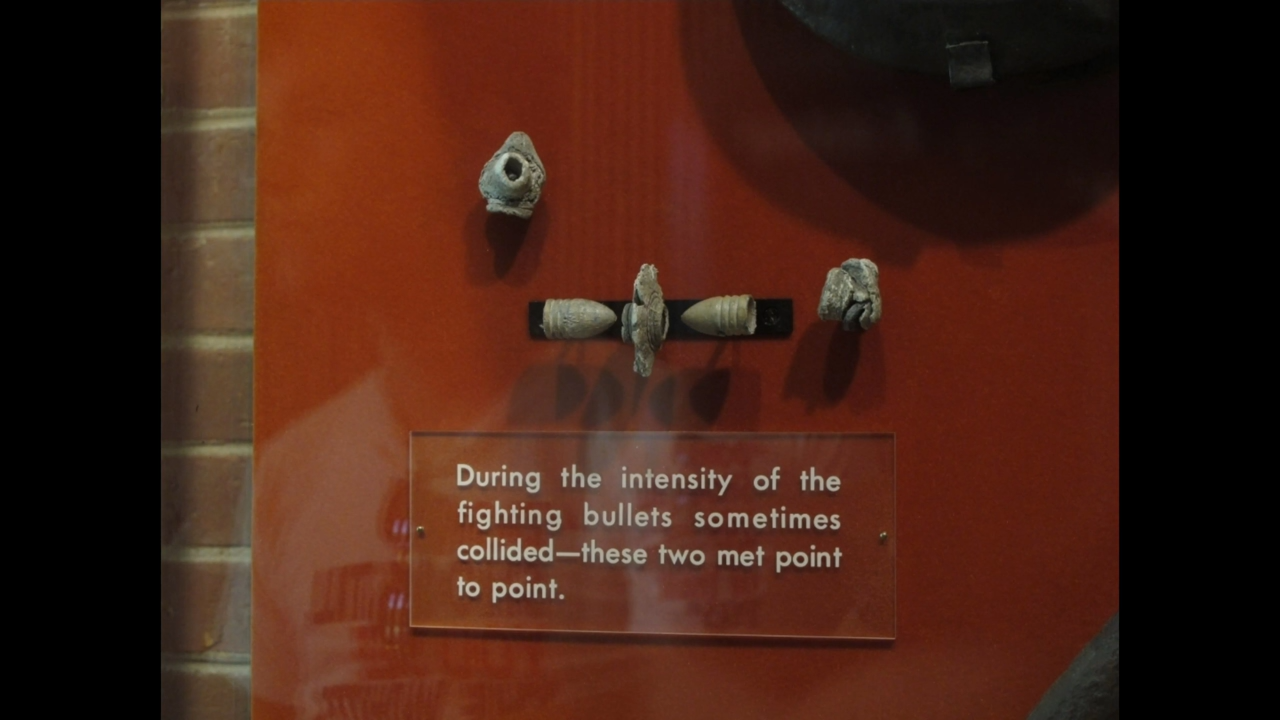 During the intensity of the
fighting bullets sometimes
collided—these two met point
to point.